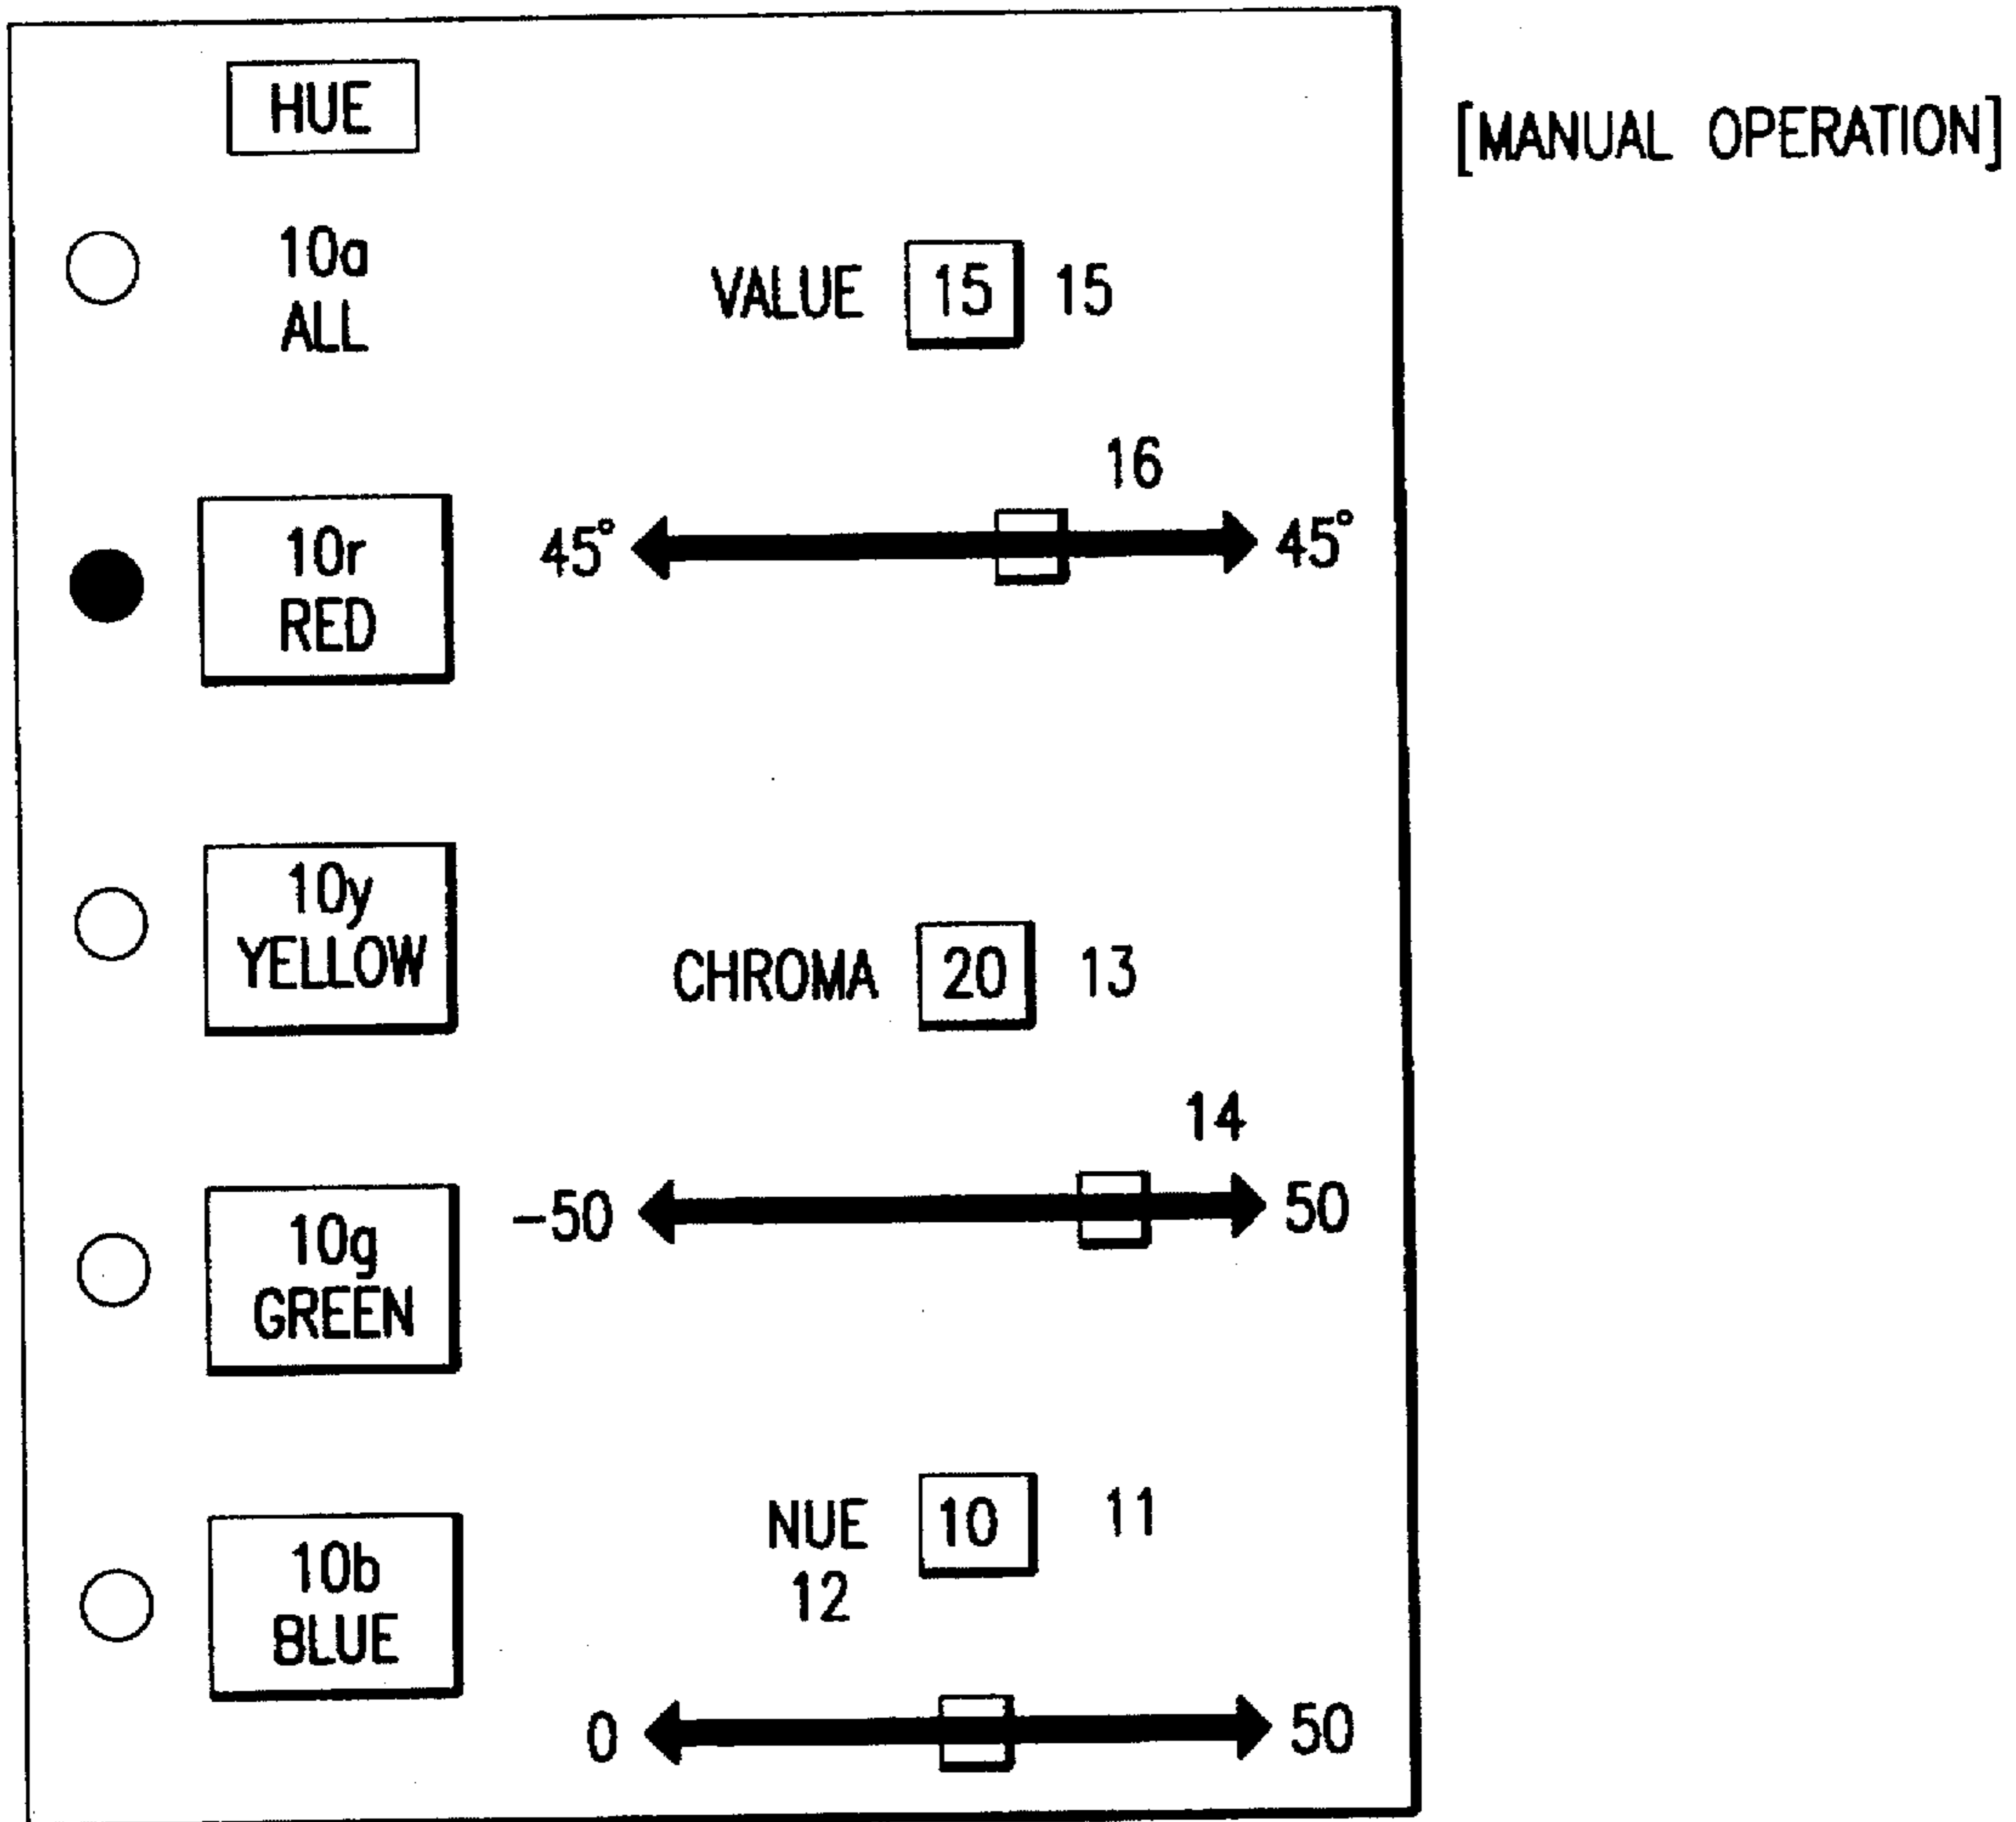 HUE
[MANUAL OPERATION]
10a
ALL
VALUE 15 15
16
45° 45°
10r
RED
10y
YELLOW
CHROMA 20 13
14
-50 50
10g
GREEN
NUE 10 11
12
10b
BLUE
0 50